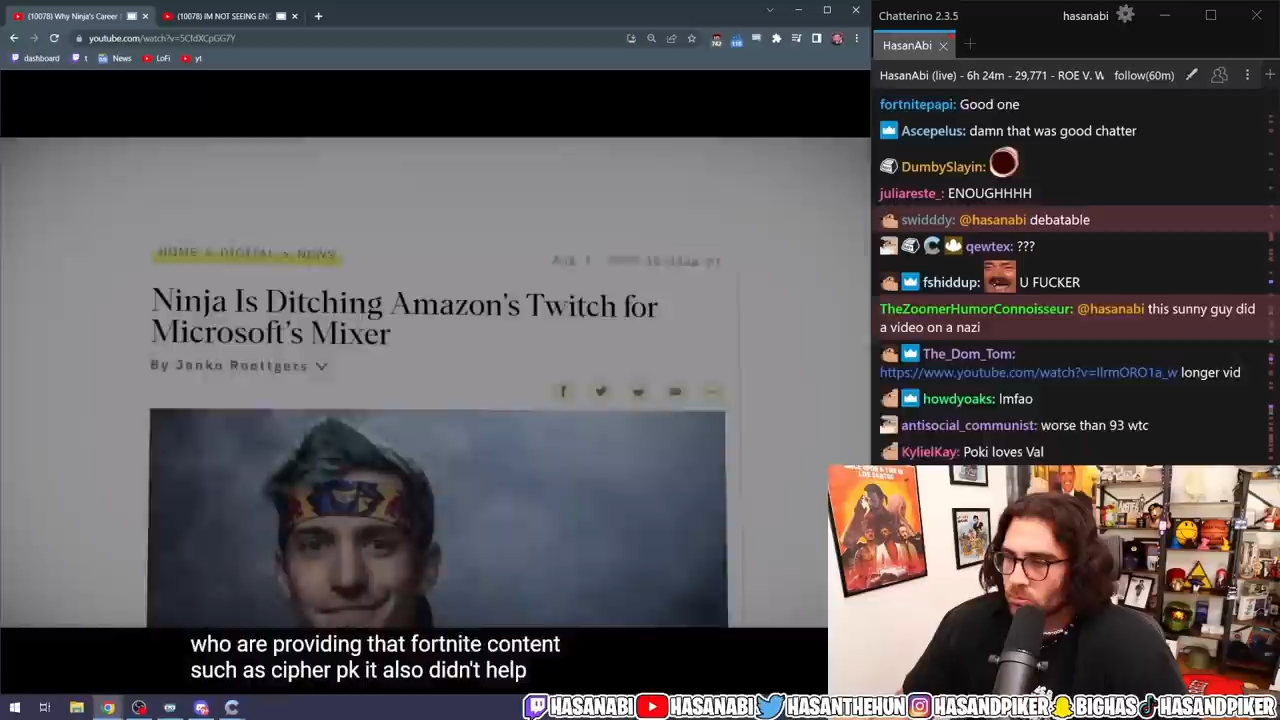 (10078) Why Ninja's Career
(10078) IM NOT SEEING EN
youtube.com/watch?v=5CfdXCpGG7Y
dashboard
t
News
LoFi
yt
HOME > DIGITAL > NEWS
Ninja Is Ditching Amazon's Twitch for
Microsoft's Mixer
By Janko Roettgers
who are providing that fortnite content
such as cipher pk it also didn't help
Chatterino 2.3.5
hasanabi
HasanAbi
HasanAbi (live) - 6h 24m - 29,771 - ROE V. W
follow(60m)
fortnitepapi: Good one
Ascepelus: damn that was good chatter
DumbySlayin:
juliareste_: ENOUGHHHH
swidddy: @hasanabi debatable
qewtex: ???
fshiddup: U FUCKER
TheZoomerHumorConnoisseur: @hasanabi this sunny guy did
a video on a nazi
The_Dom_Tom:
https://www.youtube.com/watch?v=IlrmORO1a_w longer vid
howdyoaks: lmfao
antisocial_communist: worse than 93 wtc
KylielKay: Poki loves Val
HASANABI HASANABI HASANTHEHUN HASANDPIKER BIGHAS HASANDPIKER